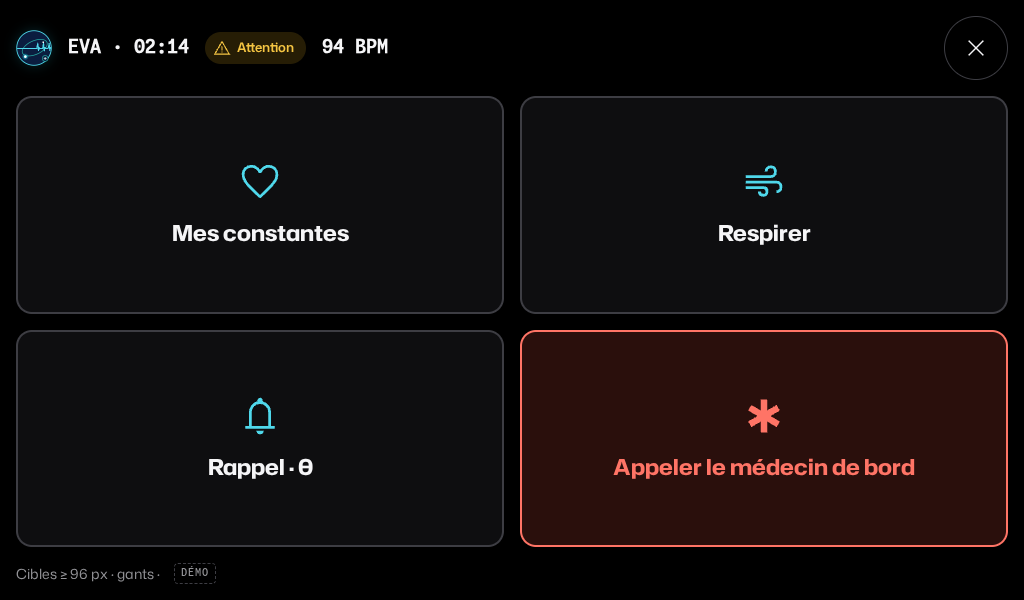 EVA · 02:14
Attention
94 BPM
Mes constantes
Respirer
Rappel · 0
Appeler le médecin de bord
Cibles ≥ 96 px · gants ·
DÉMO